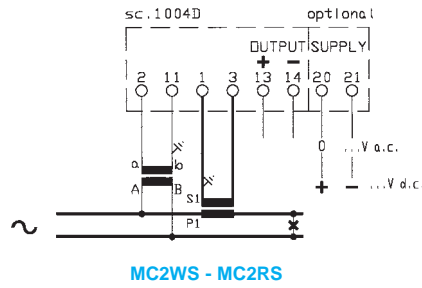 sc.1004D optional
OUTPUT SUPPLY
+ −
2 11 1 3 13 14 20 21
a b
0 ...V a.c.
A B
S1
+ − ...V d.c.
P1
MC2WS - MC2RS